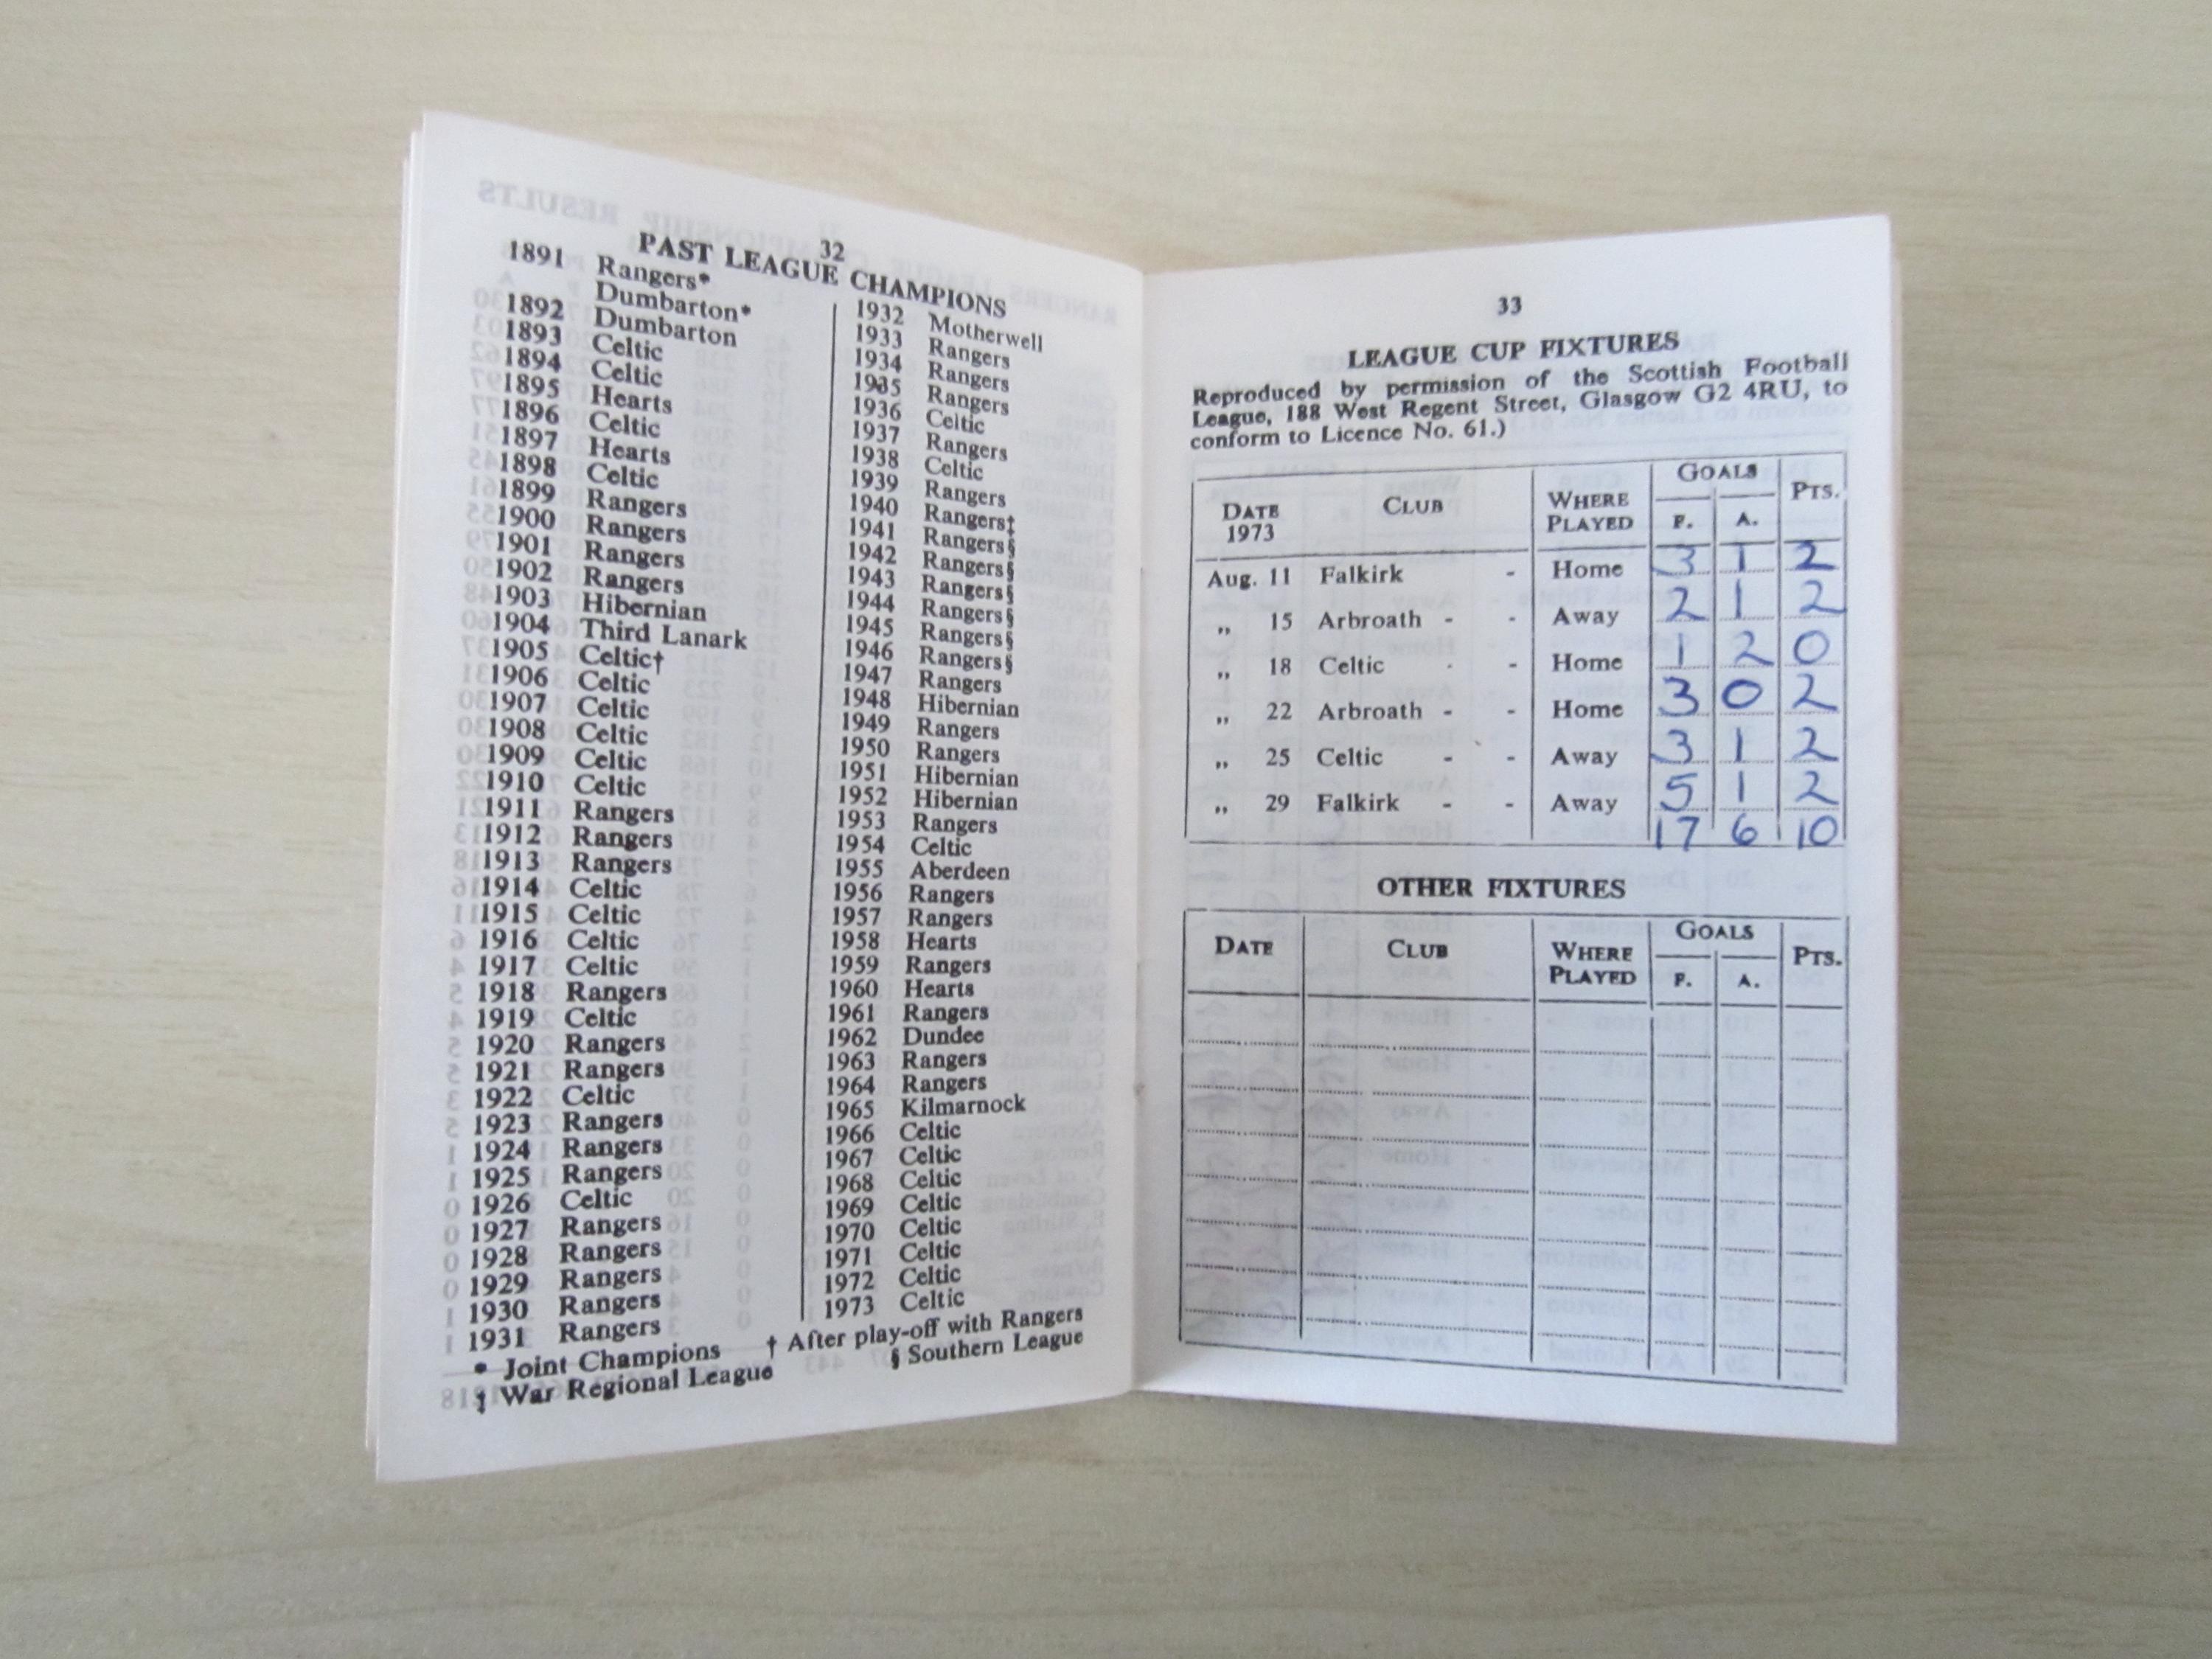 32
PAST LEAGUE CHAMPIONS
1891 Rangers*
Dumbarton*
1892 Dumbarton
1893 Celtic
1894 Celtic
1895 Hearts
1896 Celtic
1897 Hearts
1898 Celtic
1899 Rangers
1900 Rangers
1901 Rangers
1902 Rangers
1903 Hibernian
1904 Third Lanark
1905 Celtic†
1906 Celtic
1907 Celtic
1908 Celtic
1909 Celtic
1910 Celtic
1911 Rangers
1912 Rangers
1913 Rangers
1914 Celtic
1915 Celtic
1916 Celtic
1917 Celtic
1918 Rangers
1919 Celtic
1920 Rangers
1921 Rangers
1922 Celtic
1923 Rangers
1924 Rangers
1925 Rangers
1926 Celtic
1927 Rangers
1928 Rangers
1929 Rangers
1930 Rangers
1931 Rangers
1932 Motherwell
1933 Rangers
1934 Rangers
1935 Rangers
1936 Celtic
1937 Rangers
1938 Celtic
1939 Rangers
1940 Rangers‡
1941 Rangers§
1942 Rangers§
1943 Rangers§
1944 Rangers§
1945 Rangers§
1946 Rangers§
1947 Rangers
1948 Hibernian
1949 Rangers
1950 Rangers
1951 Hibernian
1952 Hibernian
1953 Rangers
1954 Celtic
1955 Aberdeen
1956 Rangers
1957 Rangers
1958 Hearts
1959 Rangers
1960 Hearts
1961 Rangers
1962 Dundee
1963 Rangers
1964 Rangers
1965 Kilmarnock
1966 Celtic
1967 Celtic
1968 Celtic
1969 Celtic
1970 Celtic
1971 Celtic
1972 Celtic
1973 Celtic
* Joint Champions † After play-off with Rangers
‡ War Regional League § Southern League
33
LEAGUE CUP FIXTURES
Reproduced by permission of the Scottish Football
League, 188 West Regent Street, Glasgow G2 4RU, to
conform to Licence No. 61.)
DATE 1973 CLUB WHERE PLAYED GOALS F. A. PTS.
Aug. 11 Falkirk - Home 3 1 2
„ 15 Arbroath - - Away 2 1 2
„ 18 Celtic - - Home 1 2 0
„ 22 Arbroath - - Home 3 0 2
„ 25 Celtic - - Away 3 1 2
„ 29 Falkirk - - Away 5 1 2
17 6 10
OTHER FIXTURES
DATE CLUB WHERE PLAYED GOALS F. A. PTS.